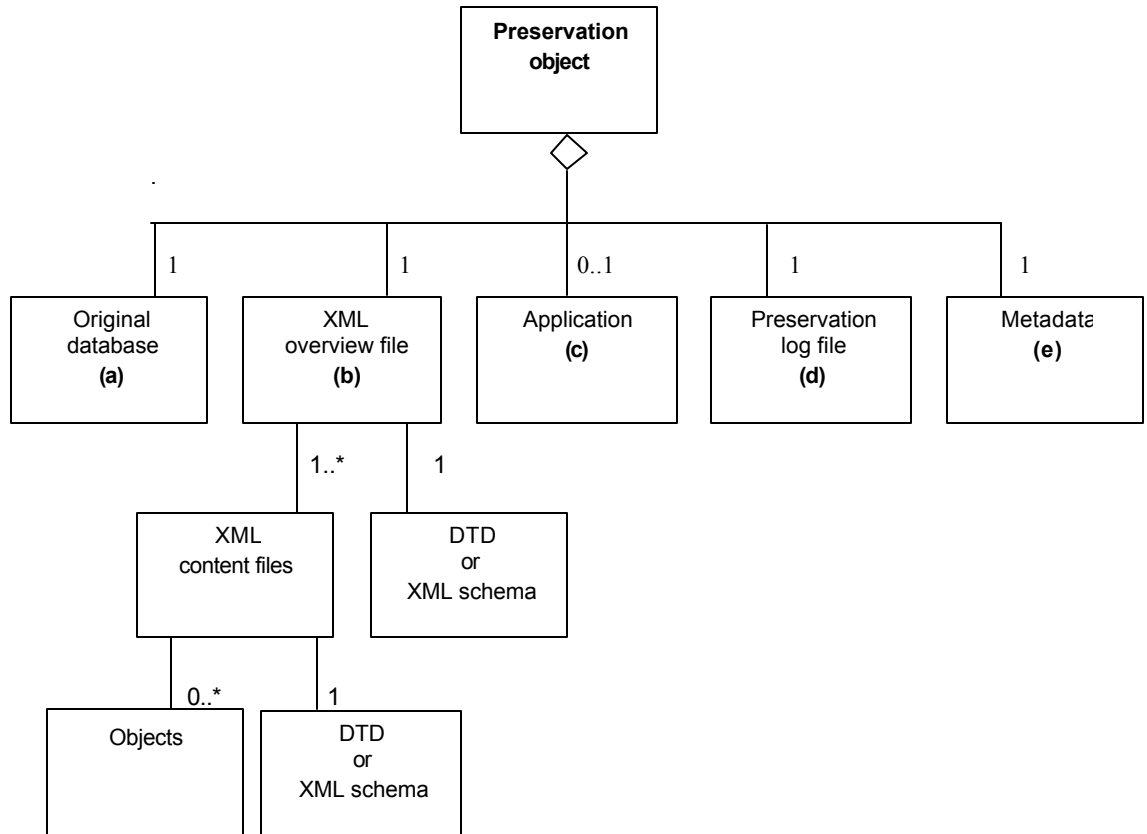 Preservation
object
.
1
1
0..1
1
1
Original
database
(a)
XML
overview file
(b)
Application
(c)
Preservation
log file
(d)
Metadata
(e)
1..*
1
XML
content files
DTD
or
XML schema
0..*
1
Objects
DTD
or
XML schema